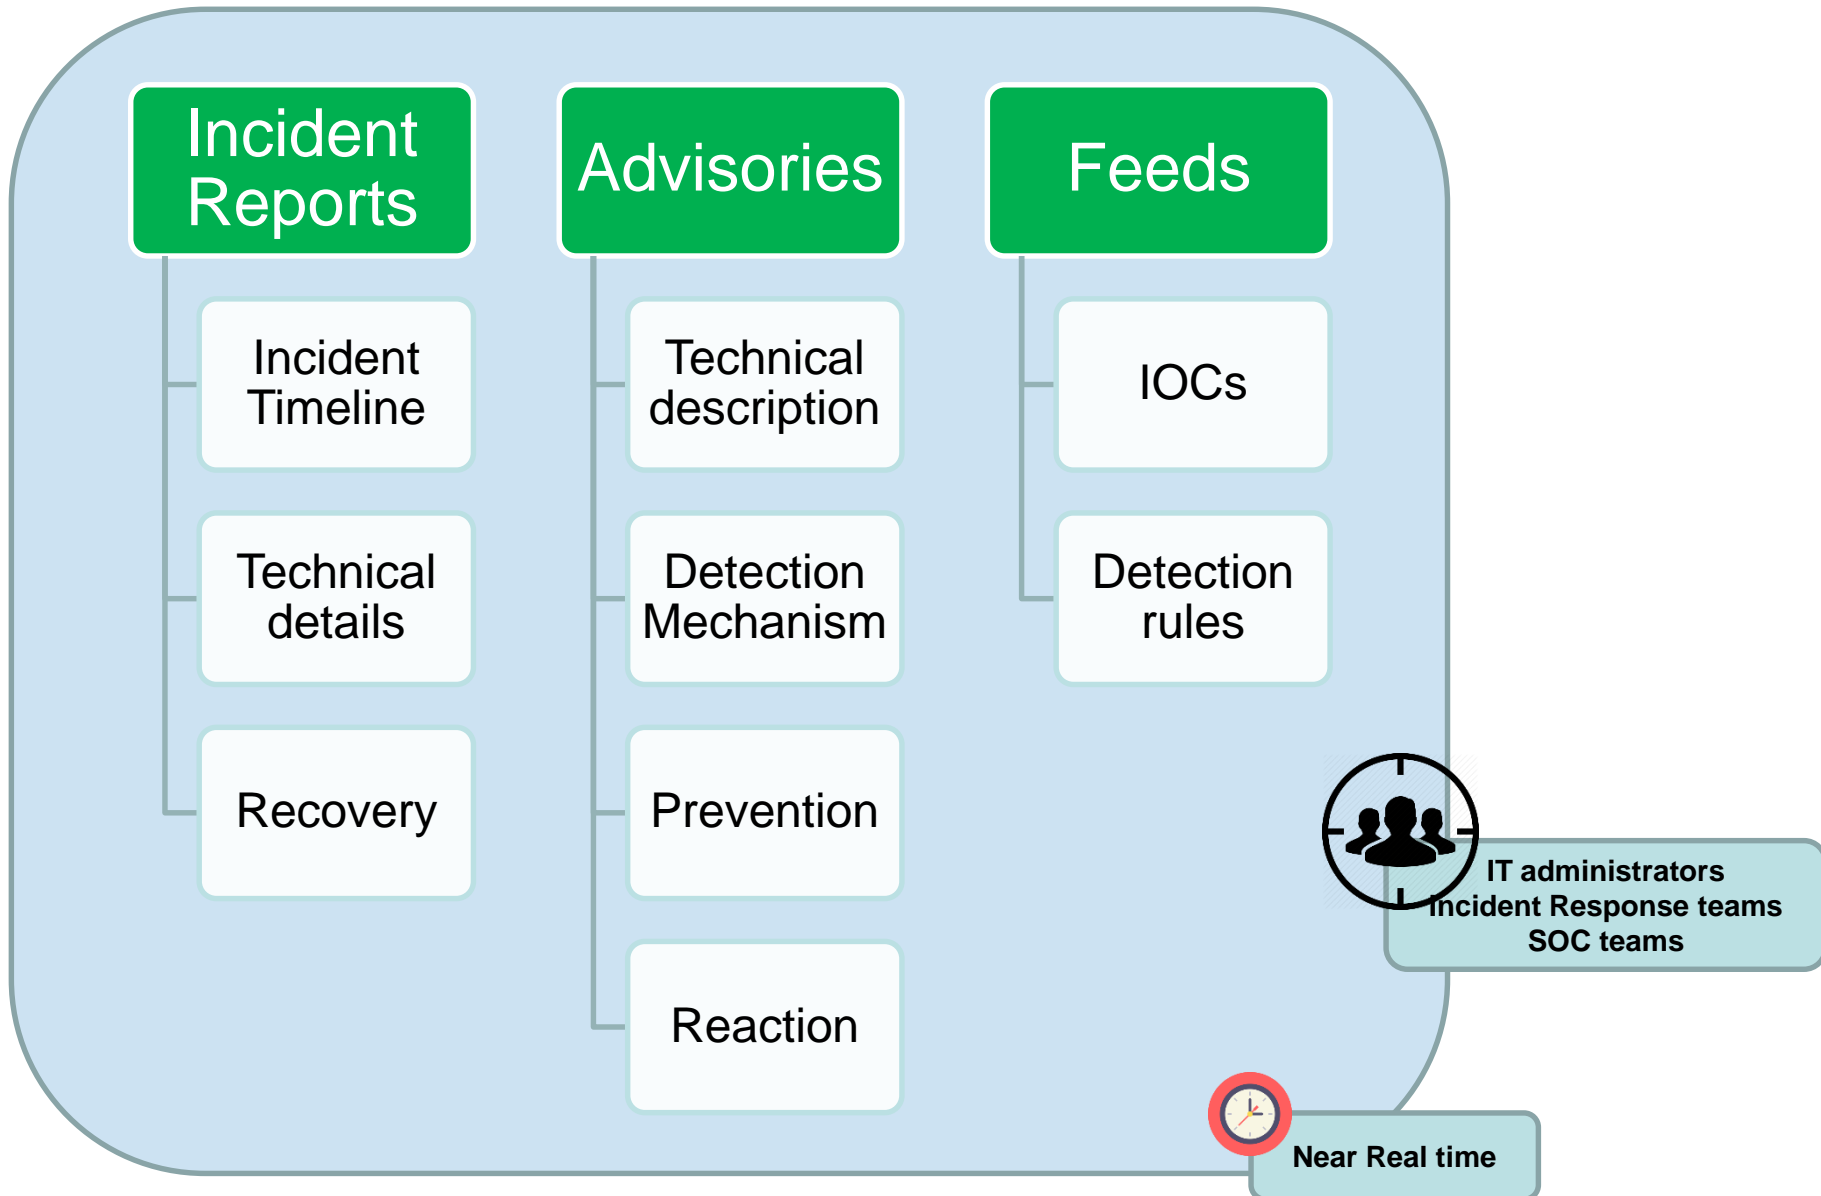 Incident
Reports
Incident
Timeline
Technical
details
Recovery
Advisories
Technical
description
Detection
Mechanism
Prevention
Reaction
Feeds
IOCs
Detection
rules
IT administrators
Incident Response teams
SOC teams
Near Real time